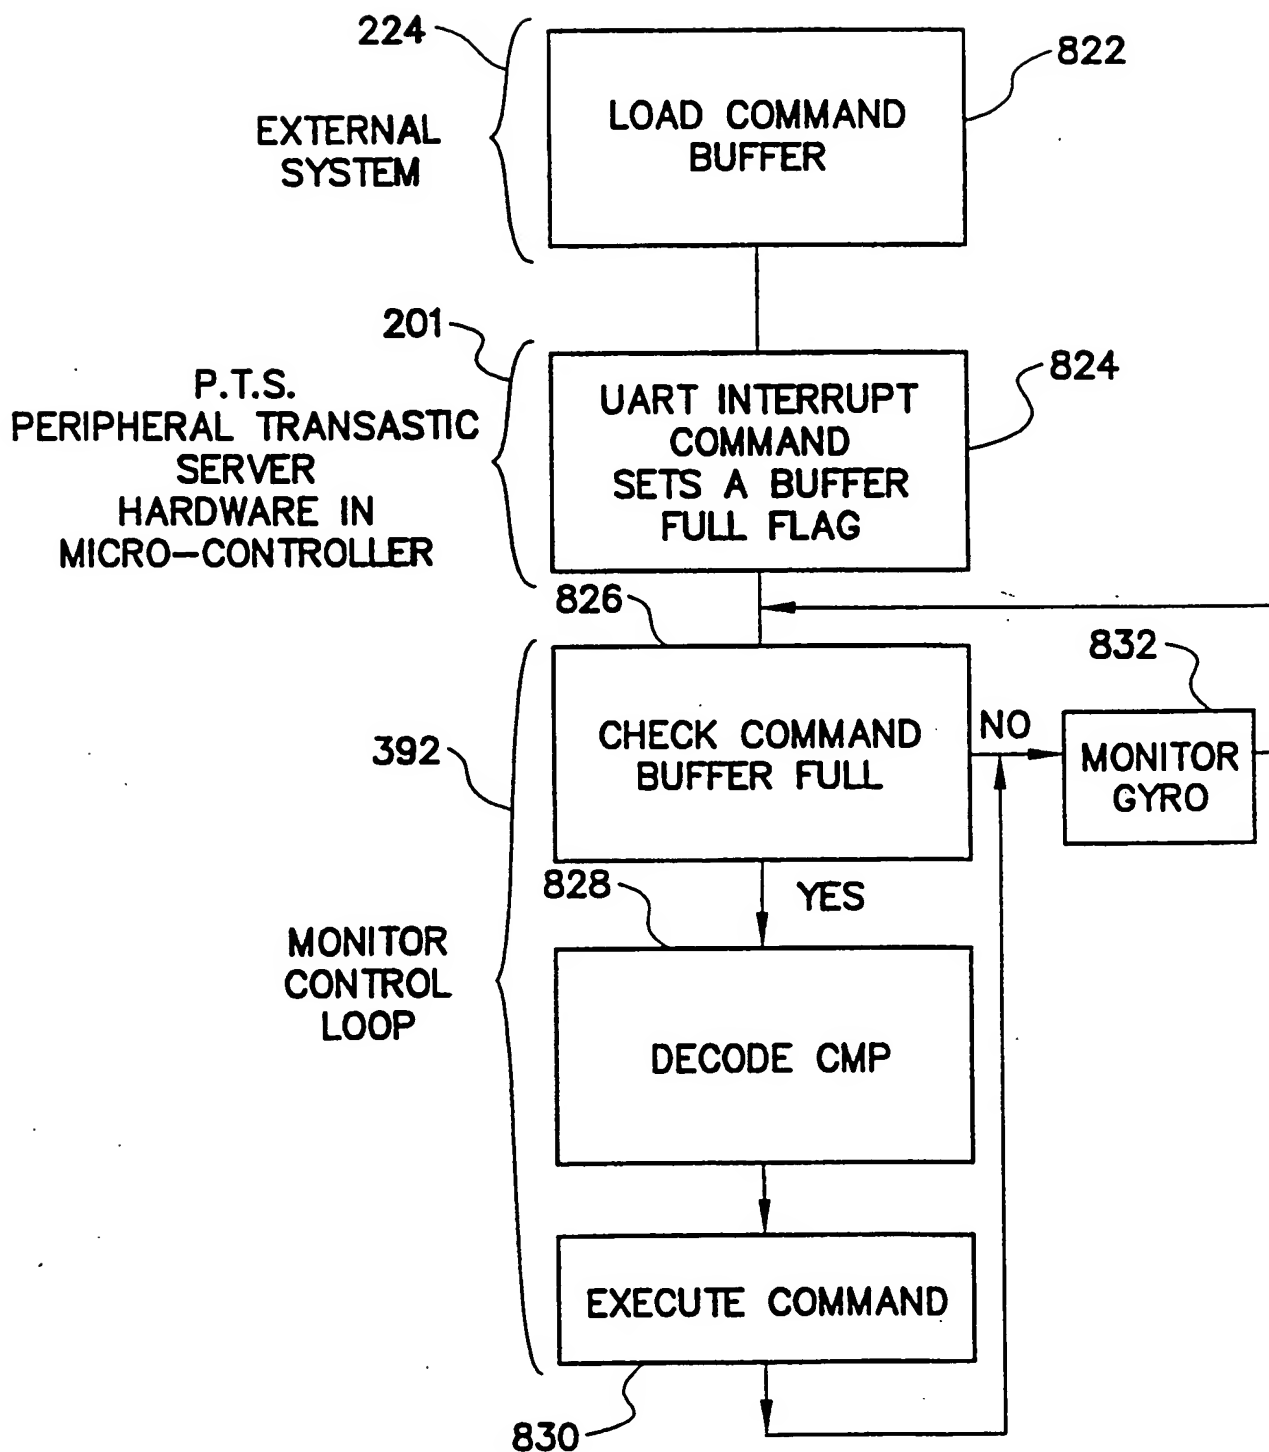 224
EXTERNAL
SYSTEM
822
LOAD COMMAND
BUFFER
201
P.T.S.
PERIPHERAL TRANSASTIC
SERVER
HARDWARE IN
MICRO-CONTROLLER
824
UART INTERRUPT
COMMAND
SETS A BUFFER
FULL FLAG
826
392
CHECK COMMAND
BUFFER FULL
NO
832
MONITOR
GYRO
YES
828
MONITOR
CONTROL
LOOP
DECODE CMP
EXECUTE COMMAND
830